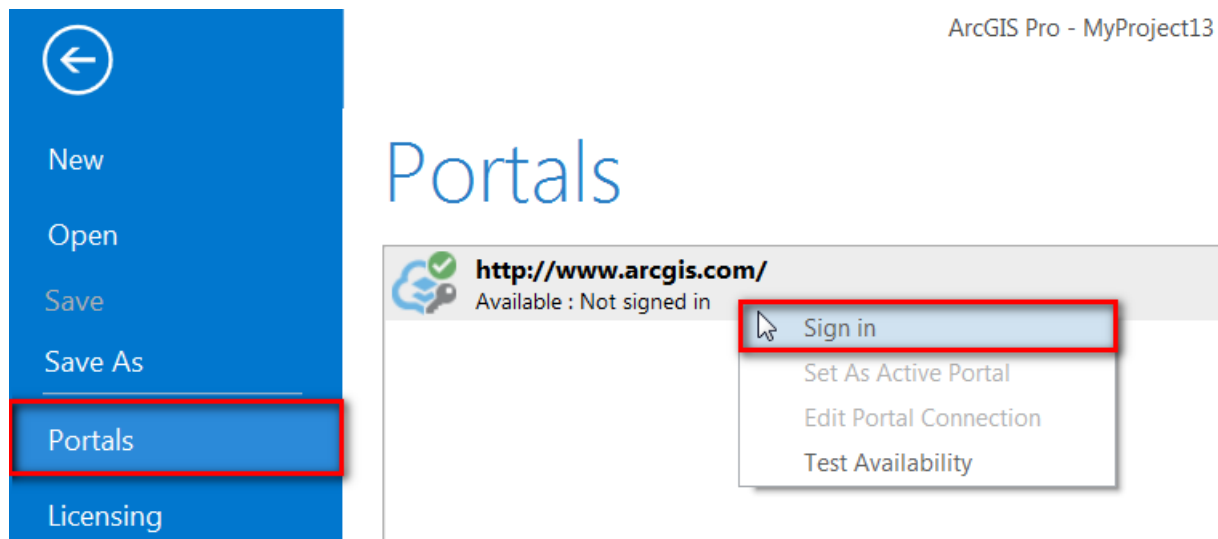 ArcGIS Pro - MyProject13
New
Open
Save
Save As
Portals
Licensing
Portals
http://www.arcgis.com/
Available : Not signed in
Sign in
Set As Active Portal
Edit Portal Connection
Test Availability